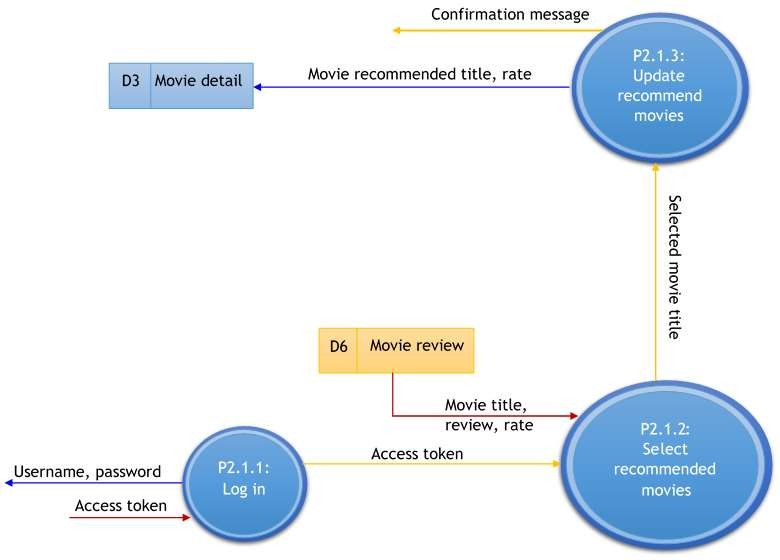 Confirmation message
P2.1.3:
Update
recommend
movies
D3 Movie detail
Movie recommended title, rate
Selected movie title
D6 Movie review
Movie title,
review, rate
P2.1.2:
Select
recommended
movies
Access token
P2.1.1:
Log in
Username, password
Access token